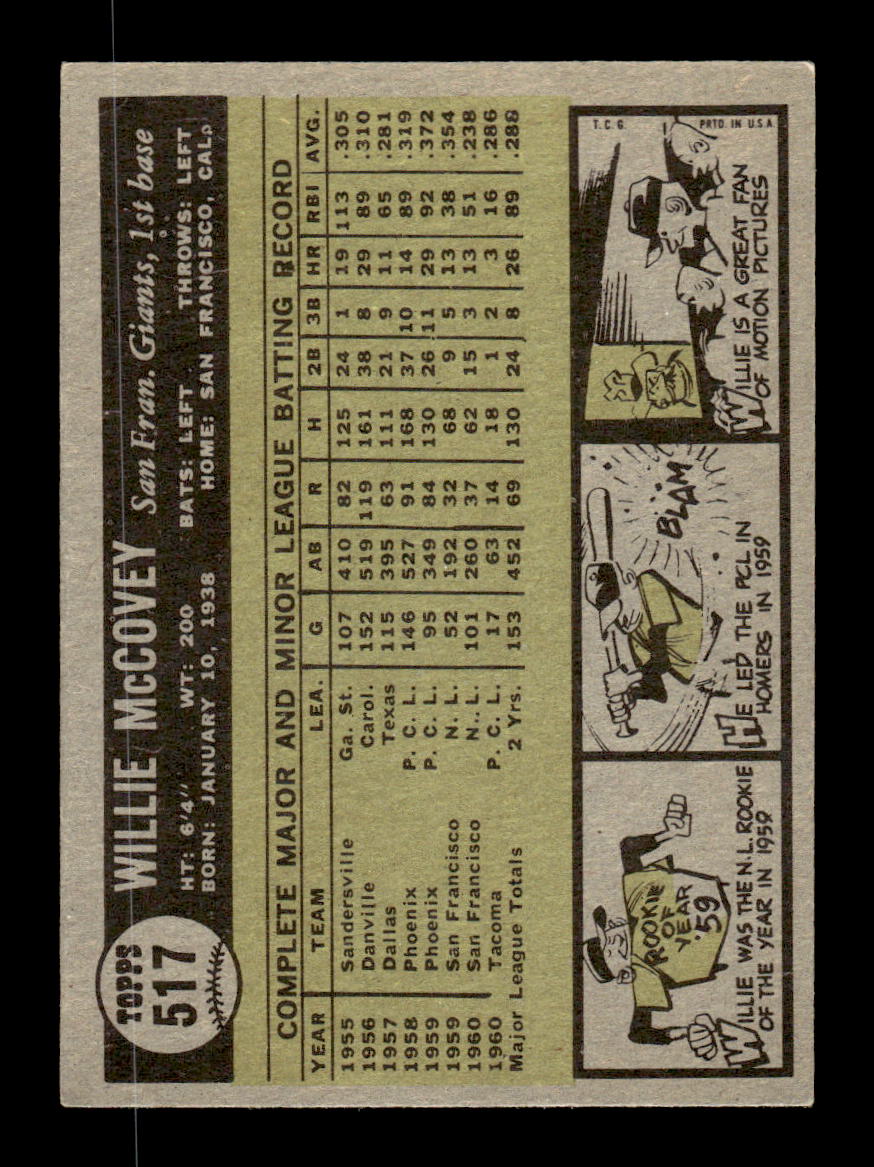 TOPPS
517
WILLIE McCOVEY San Fran. Giants, 1st base
HT: 6'4" WT: 200 BATS: LEFT THROWS: LEFT
BORN: JANUARY 10, 1938 HOME: SAN FRANCISCO, CAL.
COMPLETE MAJOR AND MINOR LEAGUE BATTING RECORD
YEAR TEAM LEA. G AB R H 2B 3B HR RBI AVG.
1955 Sandersville Ga. St. 107 410 82 125 24 1 19 113 .305
1956 Danville Carol. 152 519 119 161 38 8 29 89 .310
1957 Dallas Texas 115 395 63 111 21 9 11 65 .281
1958 Phoenix P. C. L. 146 527 91 168 37 10 14 89 .319
1959 Phoenix P. C. L. 95 349 84 130 26 11 29 92 .372
1959 San Francisco N. L. 52 192 32 68 9 5 13 38 .354
1960 San Francisco N. L. 101 260 37 62 15 3 13 51 .238
1960 Tacoma P. C. L. 17 63 14 18 1 2 3 16 .286
Major League Totals 2 Yrs. 153 452 69 130 24 8 26 89 .288
ROOKIE
OF
YEAR
'59
WILLIE WAS THE N.L. ROOKIE
OF THE YEAR IN 1959
BLAM
HE LED THE PCL IN
HOMERS IN 1959
T.C.G. PRTD. IN U.S.A.
WILLIE IS A GREAT FAN
OF MOTION PICTURES